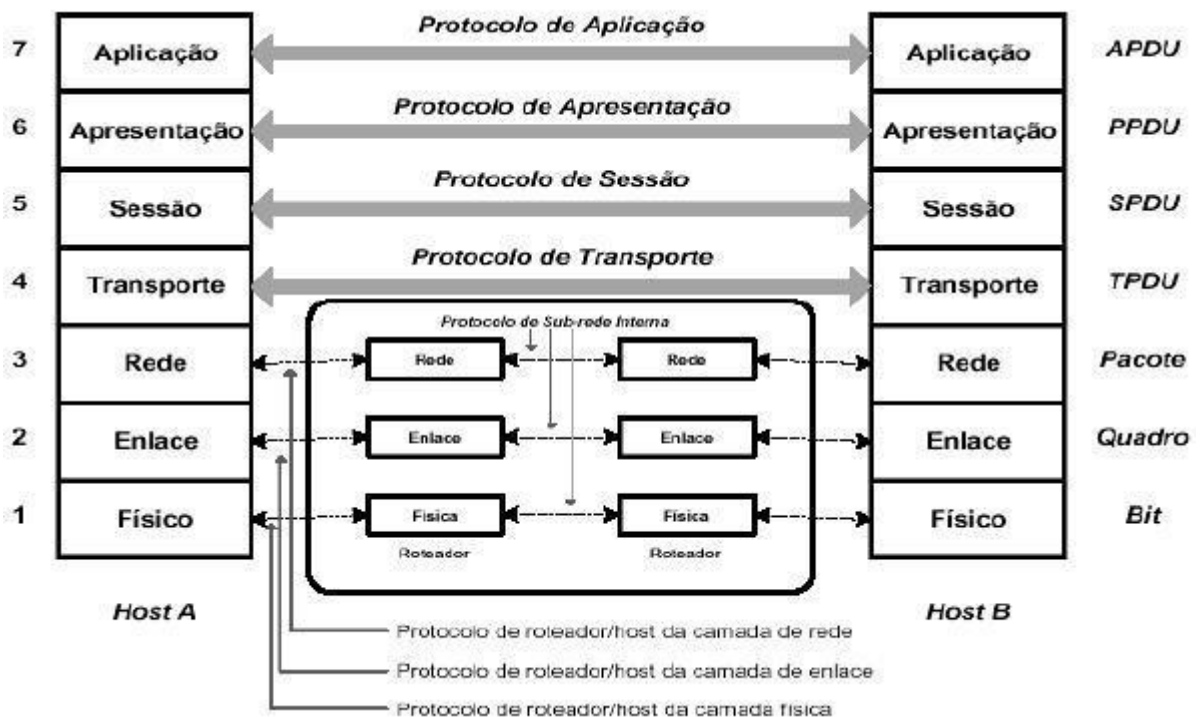 Protocolo de Aplicação
7 Aplicação Aplicação APDU
Protocolo de Apresentação
6 Apresentação Apresentação PPDU
Protocolo de Sessão
5 Sessão Sessão SPDU
Protocolo de Transporte
4 Transporte Transporte TPDU
Protocolo de Sub-rede Interna
3 Rede Rede Rede Rede Pacote
2 Enlace Enlace Enlace Enlace Quadro
1 Físico Física Física Físico Bit
Roteador Roteador
Host A Host B
Protocolo de roteador/host da camada de rede
Protocolo de roteador/host da camada de enlace
Protocolo de roteador/host da camada física